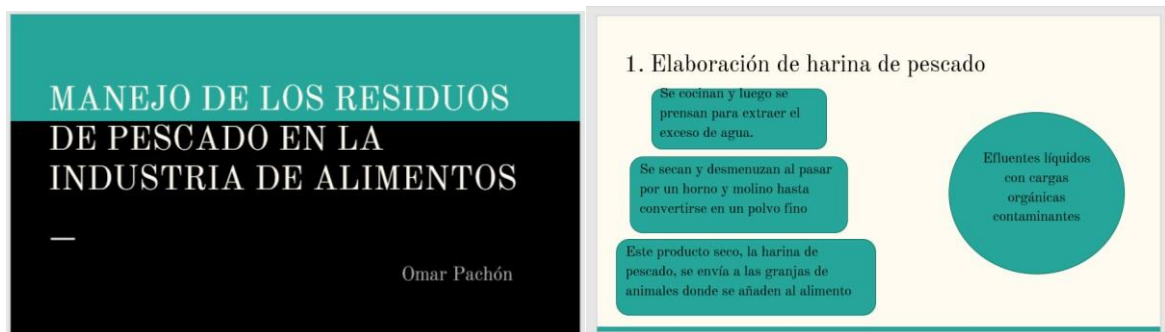 MANEJO DE LOS RESIDUOS
DE PESCADO EN LA
INDUSTRIA DE ALIMENTOS
Omar Pachón
1. Elaboración de harina de pescado
Se cocinan y luego se
prensan para extraer el
exceso de agua.
Se secan y desmenuzan al pasar
por un horno y molino hasta
convertirse en un polvo fino
Este producto seco, la harina de
pescado, se envía a las granjas de
animales donde se añaden al alimento
Efluentes líquidos
con cargas
orgánicas
contaminantes